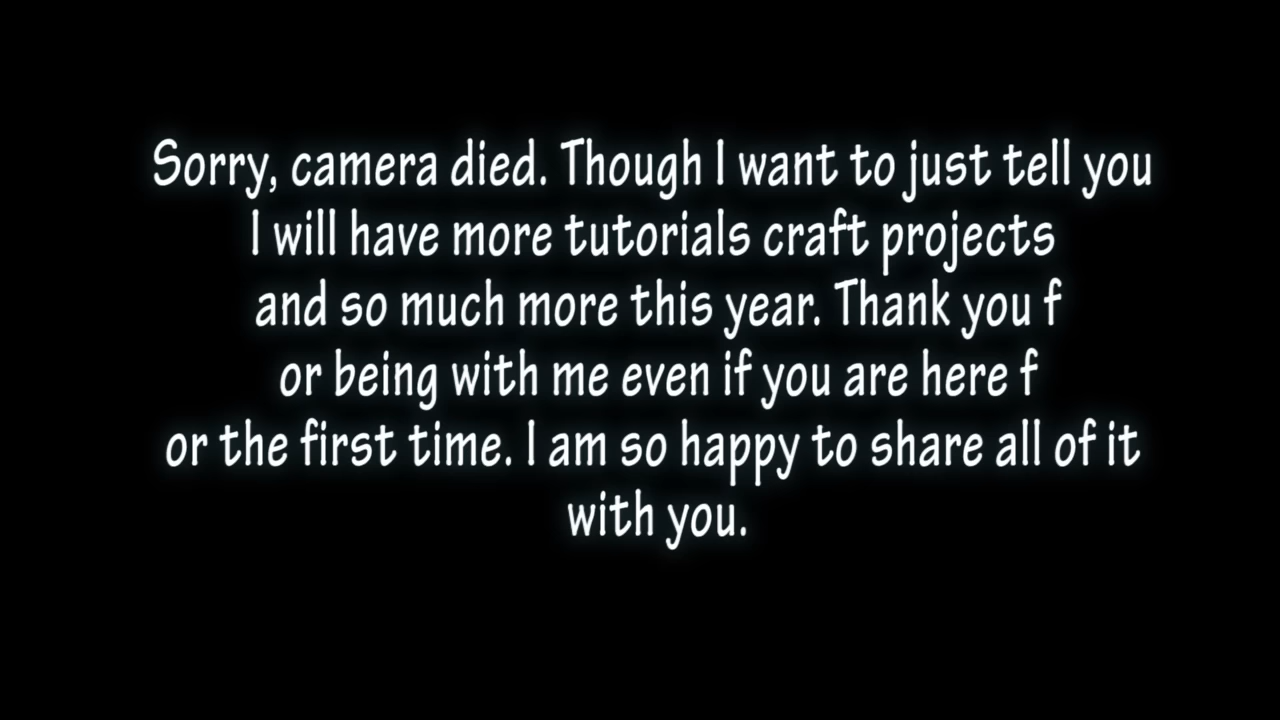 Sorry, camera died. Though I want to just tell you
I will have more tutorials craft projects
and so much more this year. Thank you f
or being with me even if you are here f
or the first time. I am so happy to share all of it
with you.